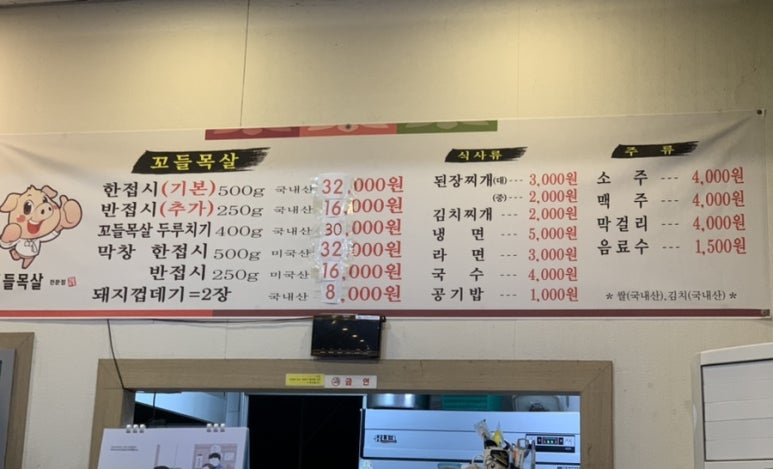 꼬들목살
한접시(기본)500g 국내산 32,000원
반접시(추가)250g 국내산 16,000원
꼬들목살 두루치기 400g 국내산 30,000원
막창 한접시 500g 미국산 32,000원
반접시 250g 미국산 16,000원
돼지껍데기=2장 국내산 8,000원
식사류
된장찌개(대) --- 3,000원
(중) --- 2,000원
김치찌개 -- 2,000원
냉면 --- 5,000원
라면 --- 3,000원
국수 --- 4,000원
공기밥 --- 1,000원
주류
소주 --- 4,000원
맥주 --- 4,000원
막걸리 --- 4,000원
음료수 --- 1,500원
*쌀(국내산),김치(국내산)*
들목살 전문점
금연